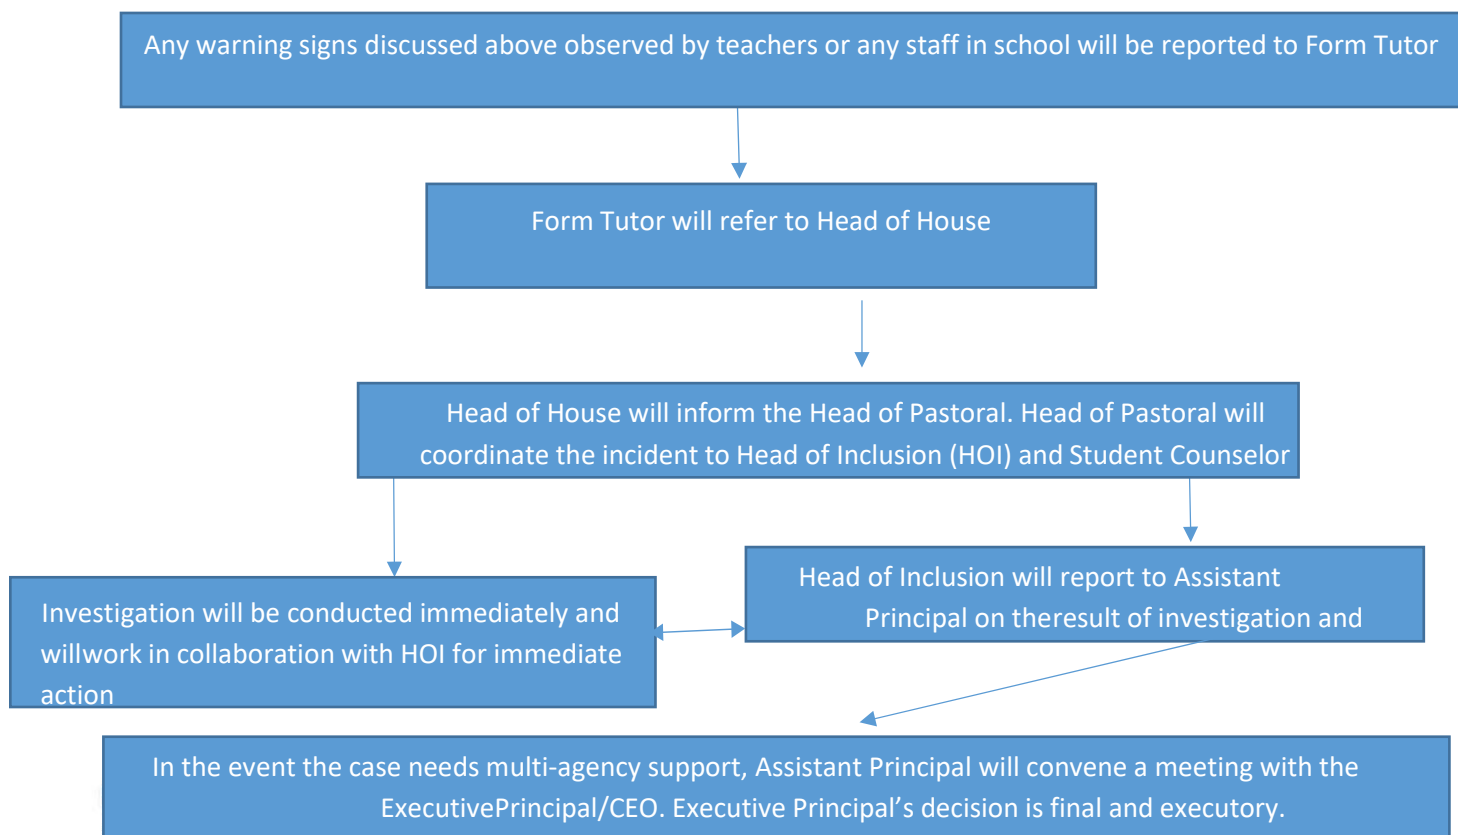 Any warning signs discussed above observed by teachers or any staff in school will be reported to Form Tutor
Form Tutor will refer to Head of House
Head of House will inform the Head of Pastoral. Head of Pastoral will
coordinate the incident to Head of Inclusion (HOI) and Student Counselor
Investigation will be conducted immediately and
willwork in collaboration with HOI for immediate
action
Head of Inclusion will report to Assistant
Principal on theresult of investigation and
In the event the case needs multi-agency support, Assistant Principal will convene a meeting with the
ExecutivePrincipal/CEO. Executive Principal’s decision is final and executory.